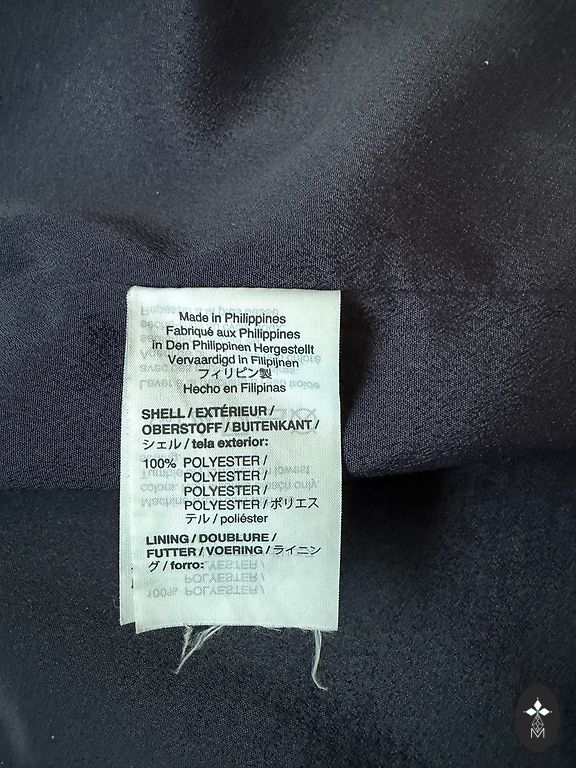 Made in Philippines
Fabriqué aux Philippines
in Den Philippinen Hergestellt
Vervaardigd in Filipijnen
フィリピン製
Hecho en Filipinas
SHELL / EXTÉRIEUR /
OBERSTOFF / BUITENKANT /
シェル / tela exterior:
100% POLYESTER /
POLYESTER /
POLYESTER /
POLYESTER / ポリエス
テル / poliéster
LINING / DOUBLURE /
FUTTER / VOERING / ライニン
グ / forro:
M